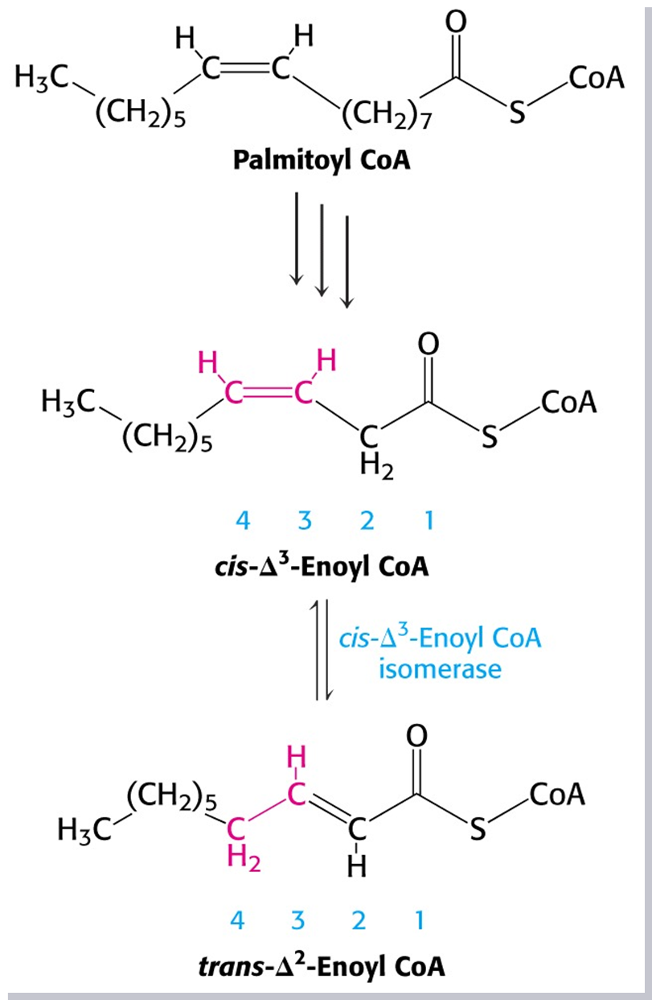 H H O
H3C C C CoA
(CH2)5 (CH2)7 S
Palmitoyl CoA
H H O
H3C C C CoA
(CH2)5 C S
H2
4 3 2 1
cis-Δ3-Enoyl CoA
cis-Δ3-Enoyl CoA
isomerase
H O
(CH2)5 C CoA
H3C C C S
H2 H
4 3 2 1
trans-Δ2-Enoyl CoA